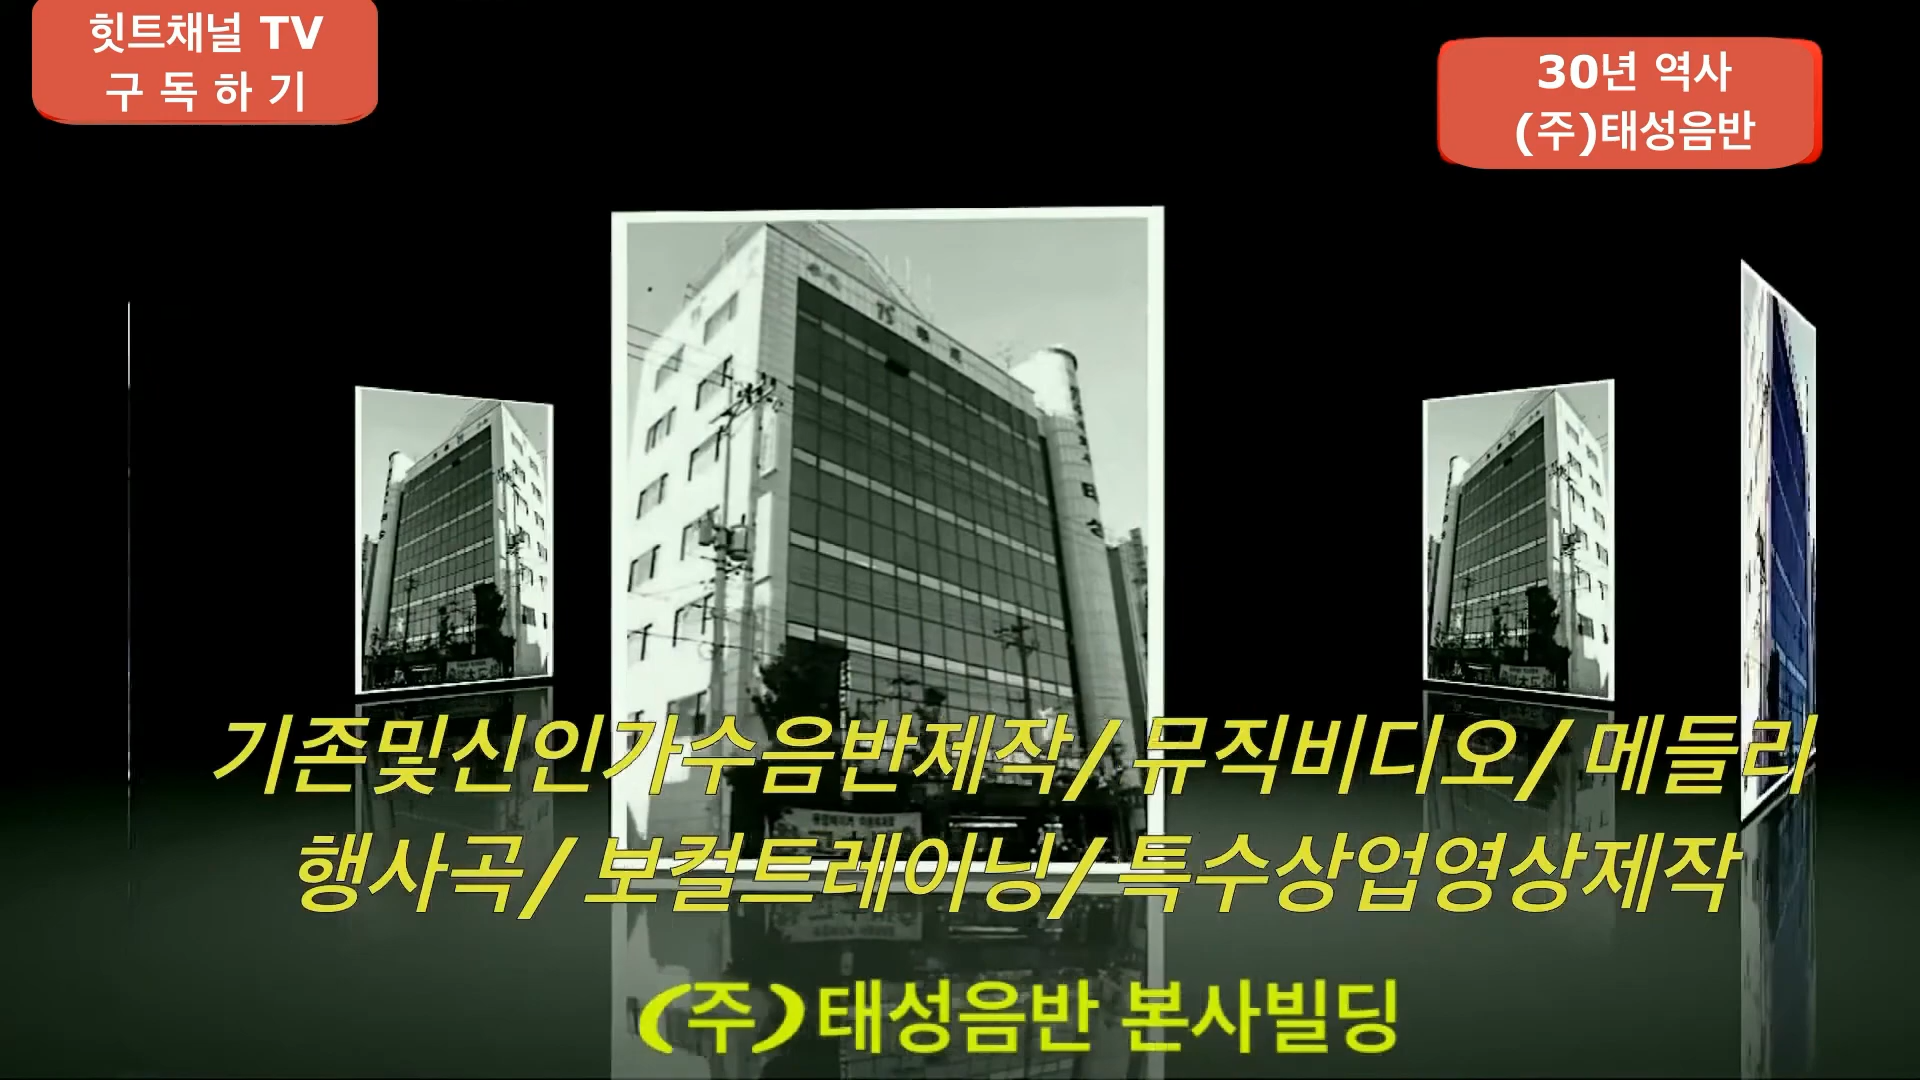 힛트채널 TV
구 독 하 기
30년 역사
(주)태성음반
기존및신인가수음반제작/ 뮤직비디오/ 메들리
행사곡/ 보컬트레이닝/ 특수상업영상제작
(주)태성음반 본사빌딩